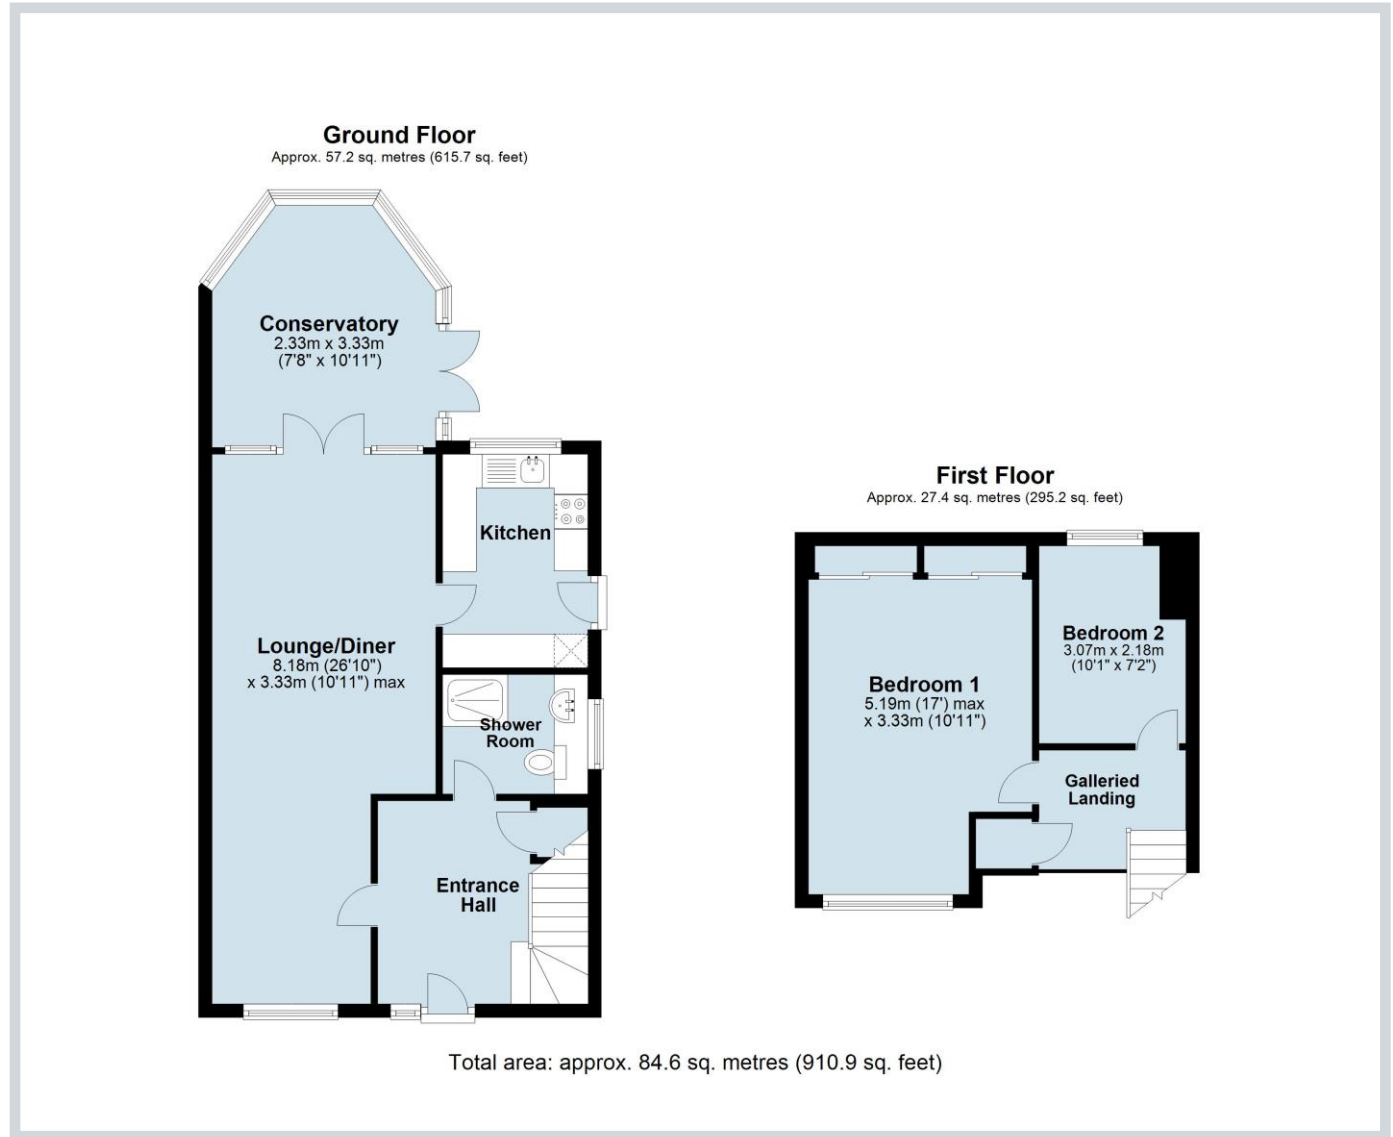 Ground Floor
Approx. 57.2 sq. metres (615.7 sq. feet)
Conservatory
2.33m x 3.33m
(7'8" x 10'11")
Kitchen
Lounge/Diner
8.18m (26'10")
x 3.33m (10'11") max
Shower
Room
Entrance
Hall
First Floor
Approx. 27.4 sq. metres (295.2 sq. feet)
Bedroom 2
3.07m x 2.18m
(10'1" x 7'2")
Bedroom 1
5.19m (17') max
x 3.33m (10'11")
Galleried
Landing
Total area: approx. 84.6 sq. metres (910.9 sq. feet)